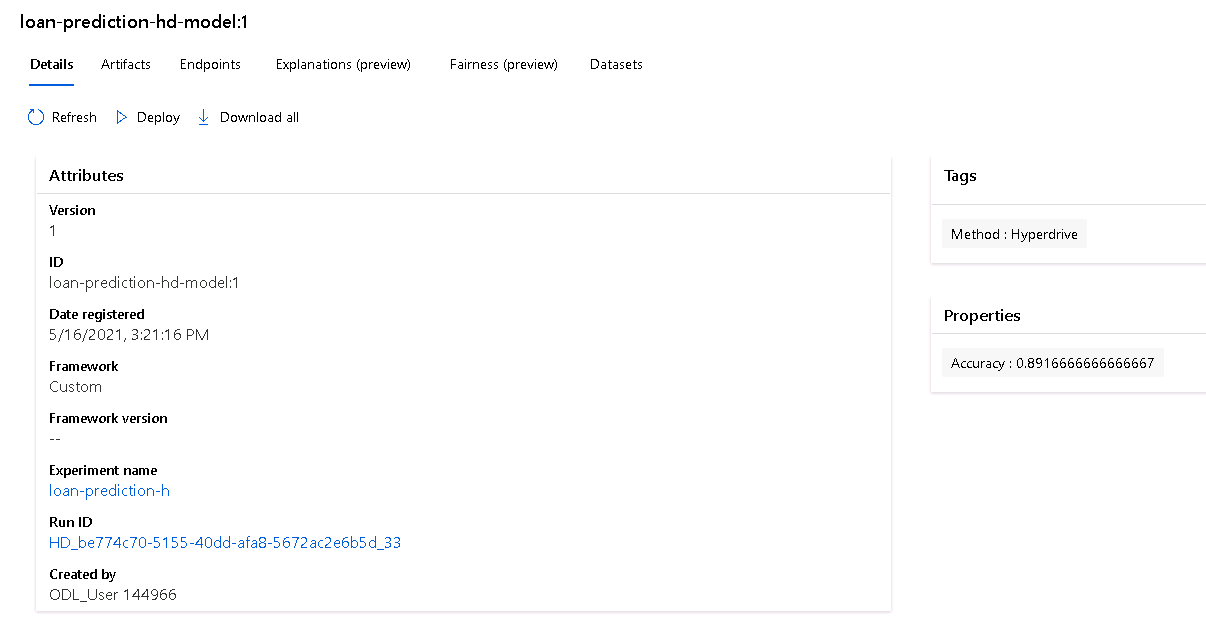 loan-prediction-hd-model:1
Details Artifacts Endpoints Explanations (preview) Fairness (preview) Datasets
Refresh Deploy Download all
Attributes
Version
1
ID
loan-prediction-hd-model:1
Date registered
5/16/2021, 3:21:16 PM
Framework
Custom
Framework version
--
Experiment name
loan-prediction-h
Run ID
HD_be774c70-5155-40dd-afa8-5672ac2e6b5d_33
Created by
ODL_User 144966
Tags
Method : Hyperdrive
Properties
Accuracy : 0.8916666666666667